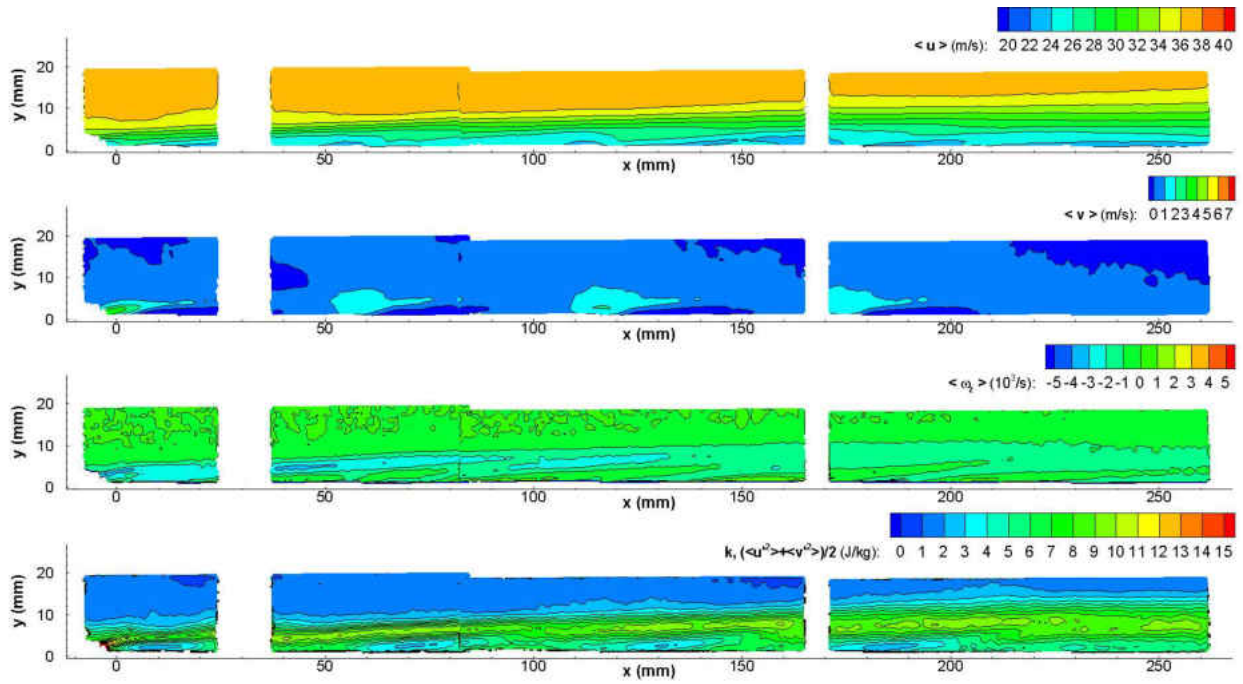 20 22 24 26 28 30 32 34 36 38 40
< u > (m/s):
y (mm)
20
10
0
0 50 100 150 200 250
x (mm)
0 1 2 3 4 5 6 7
< v > (m/s):
y (mm)
20
10
0
0 50 100 150 200 250
x (mm)
-5 -4 -3 -2 -1 0 1 2 3 4 5
< ω_z > (10³/s)
y (mm)
20
10
0
0 50 100 150 200 250
x (mm)
k, (<u'²>+<v'²>)/2 (J/kg):
0 1 2 3 4 5 6 7 8 9 10 11 12 13 14 15
y (mm)
20
10
0
0 50 100 150 200 250
x (mm)